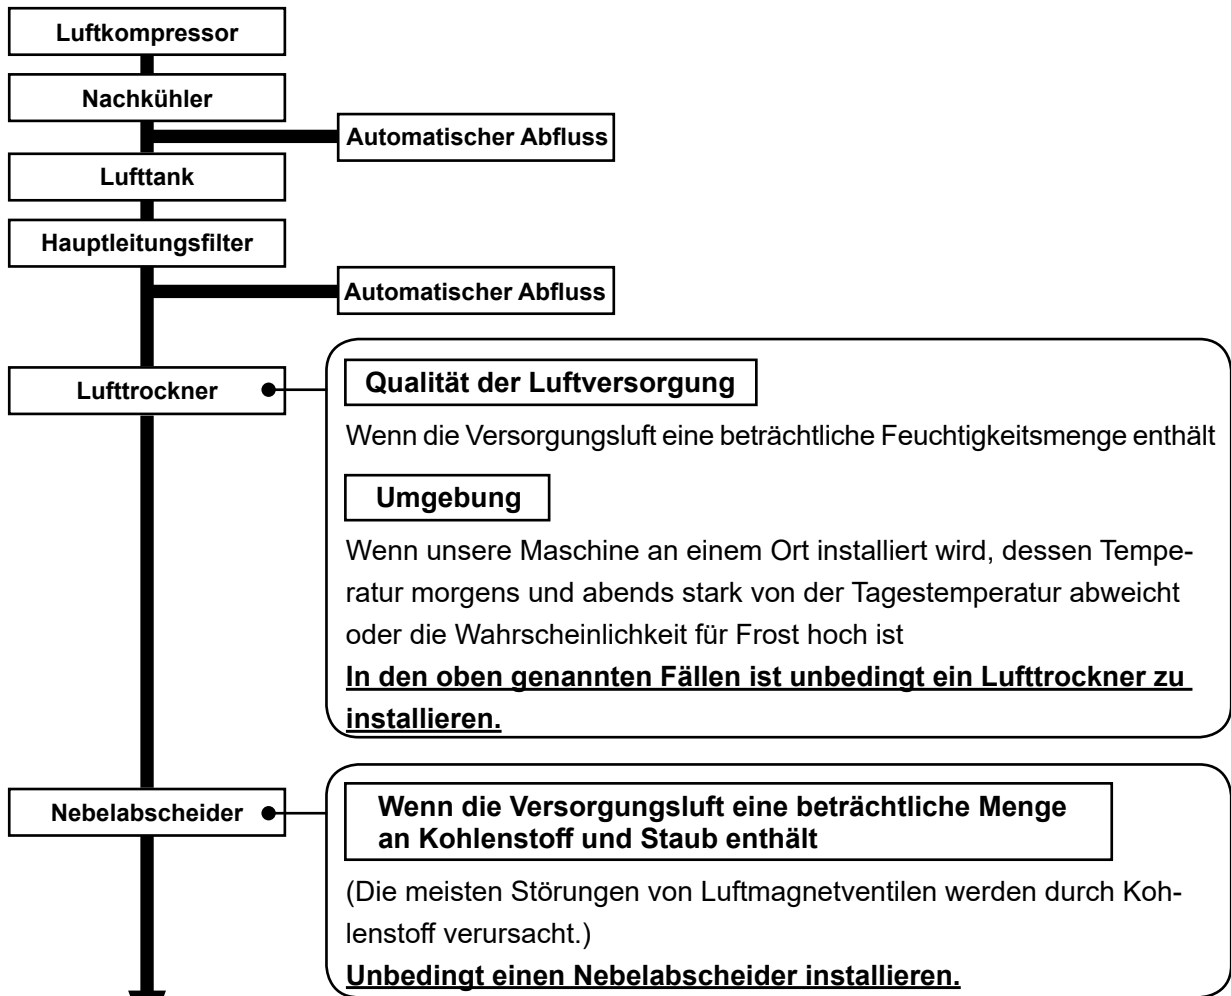 Luftkompressor
Nachkühler
Automatischer Abfluss
Lufttank
Hauptleitungsfilter
Automatischer Abfluss
Lufttrockner
Qualität der Luftversorgung
Wenn die Versorgungsluft eine beträchtliche Feuchtigkeitsmenge enthält
Umgebung
Wenn unsere Maschine an einem Ort installiert wird, dessen Tempe-
ratur morgens und abends stark von der Tagestemperatur abweicht
oder die Wahrscheinlichkeit für Frost hoch ist
In den oben genannten Fällen ist unbedingt ein Lufttrockner zu
installieren.
Nebelabscheider
Wenn die Versorgungsluft eine beträchtliche Menge
an Kohlenstoff und Staub enthält
(Die meisten Störungen von Luftmagnetventilen werden durch Koh-
lenstoff verursacht.)
Unbedingt einen Nebelabscheider installieren.